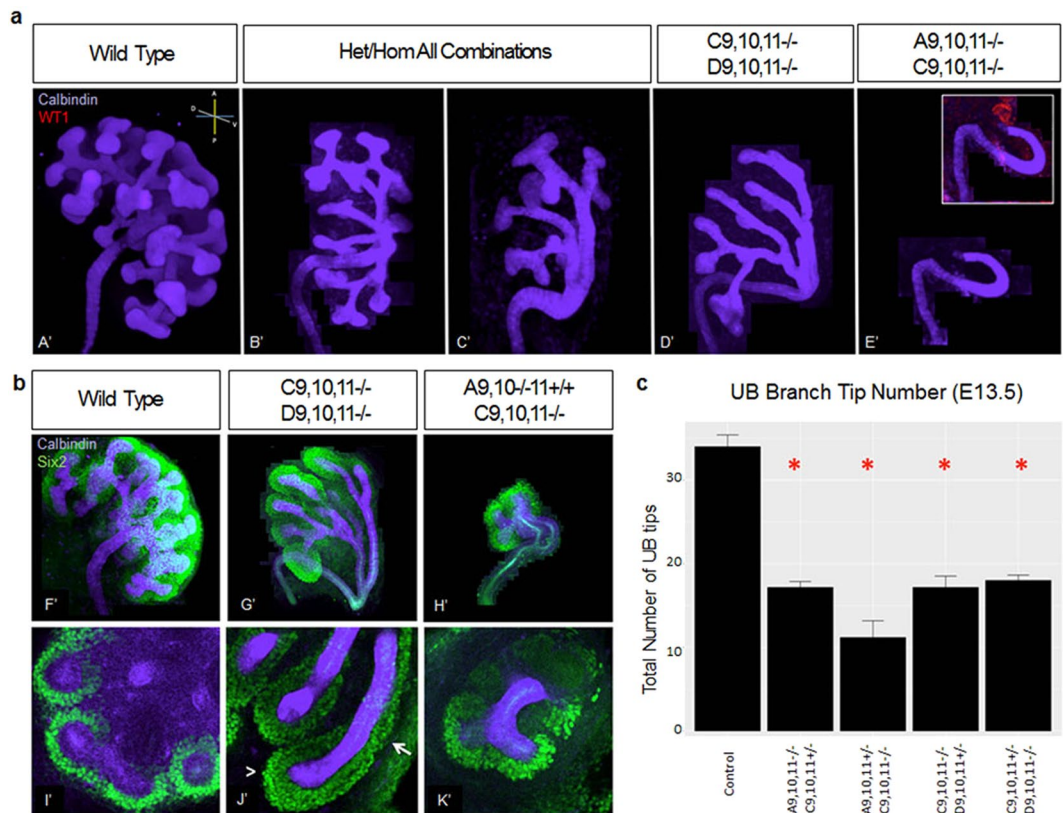 a
Wild Type
Het/Hom All Combinations
C9,10,11-/-
D9,10,11-/-
A9,10,11-/-
C9,10,11-/-
Calbindin
WT1
A
D
V
P
A'
B'
C'
D'
E'
b
Wild Type
C9,10,11-/-
D9,10,11-/-
A9,10-/-11+/+
C9,10,11-/-
Calbindin
Six2
F'
G'
H'
I'
J'
K'
c
UB Branch Tip Number (E13.5)
Total Number of UB tips
30
20
10
0
*
*
*
*
Control
A9,10,11-/-
C9,10,11+/-
A9,10,11+/-
C9,10,11-/-
C9,10,11-/-
D9,10,11+/-
C9,10,11+/-
D9,10,11-/-